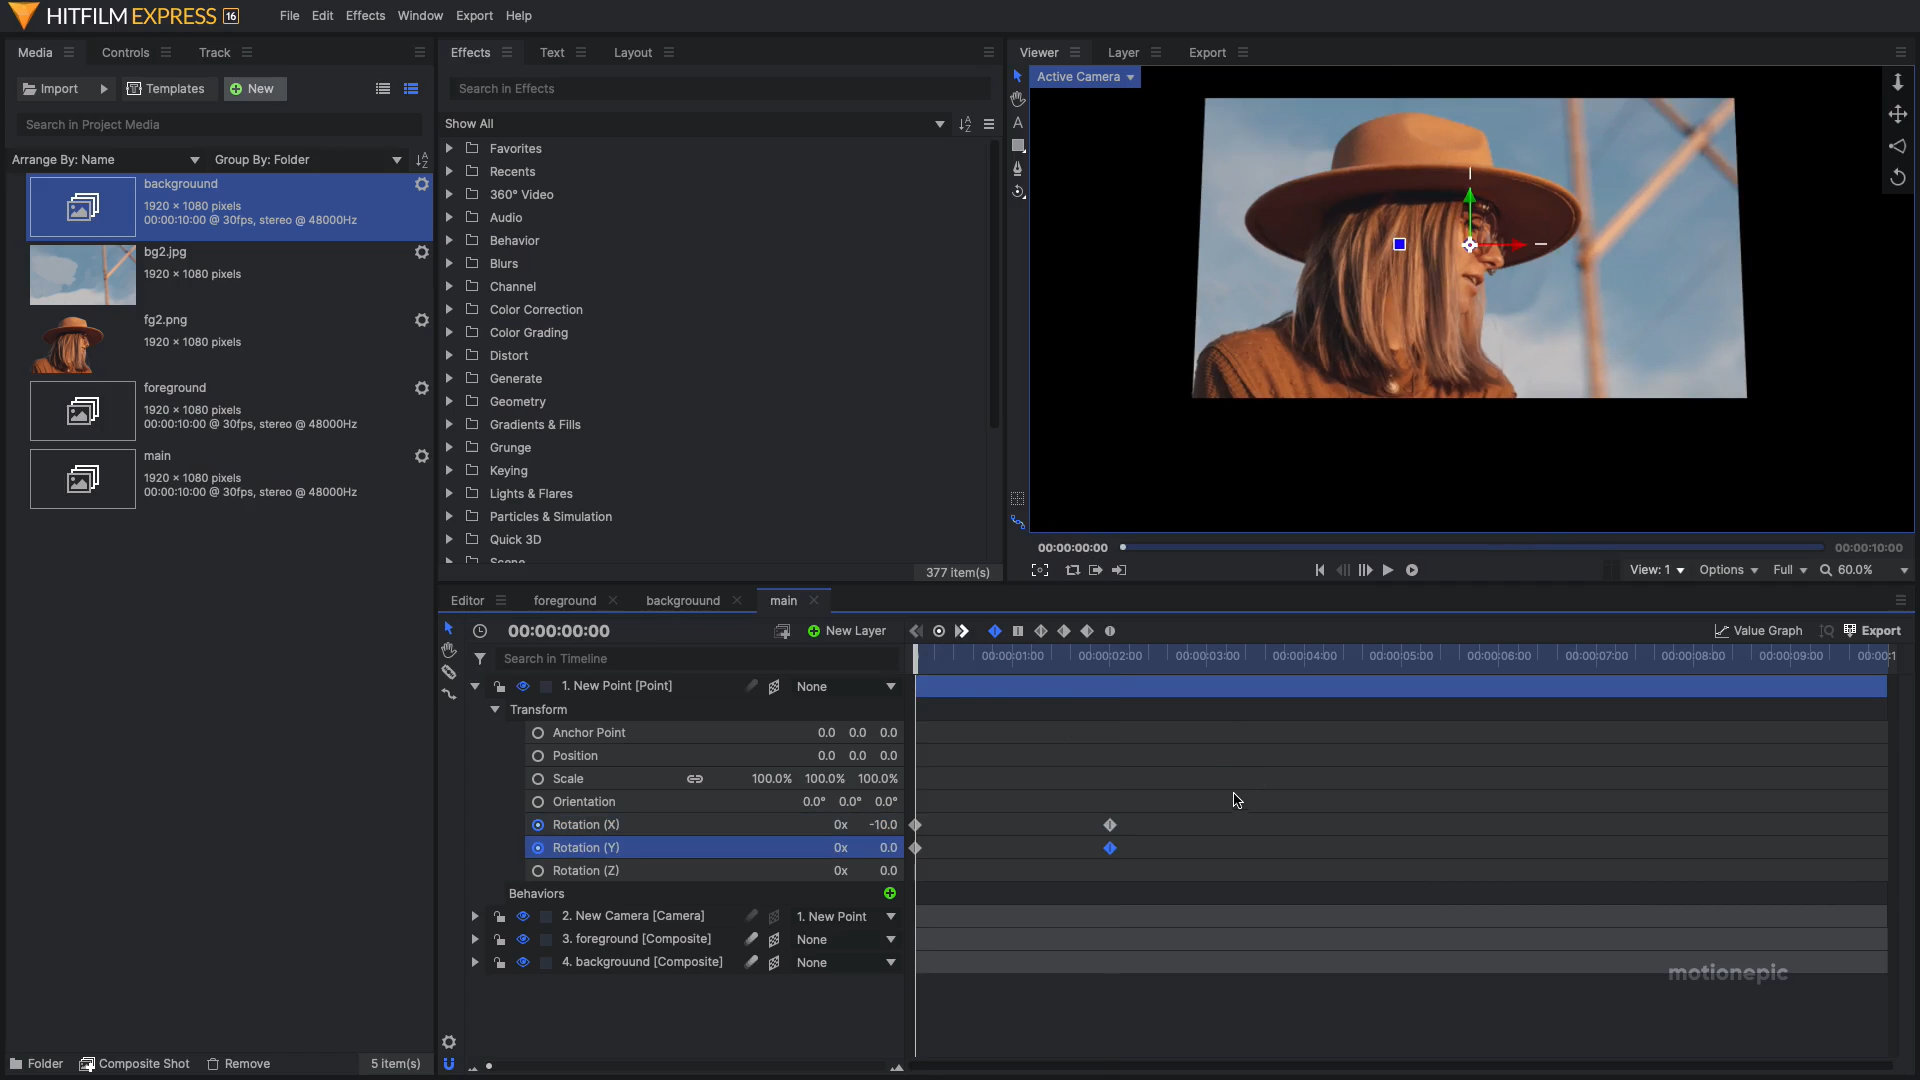 HITFILM EXPRESS 16
File Edit Effects Window Export Help
Media Controls Track
Import Templates New
Search in Project Media
Arrange By: Name Group By: Folder
backgrouund
1920 × 1080 pixels
00:00:10:00 @ 30fps, stereo @ 48000Hz
bg2.jpg
1920 × 1080 pixels
fg2.png
1920 × 1080 pixels
foreground
1920 × 1080 pixels
00:00:10:00 @ 30fps, stereo @ 48000Hz
main
1920 × 1080 pixels
00:00:10:00 @ 30fps, stereo @ 48000Hz
Folder Composite Shot Remove 5 item(s)
Effects Text Layout
Search in Effects
Show All
Favorites
Recents
360° Video
Audio
Behavior
Blurs
Channel
Color Correction
Color Grading
Distort
Generate
Geometry
Gradients & Fills
Grunge
Keying
Lights & Flares
Particles & Simulation
Quick 3D
Scene
377 item(s)
Viewer Layer Export
Active Camera
00:00:00:00 00:00:10:00
View: 1 Options Full 60.0%
Editor foreground backgrouund main
00:00:00:00 New Layer Value Graph Export
Search in Timeline 00:00:01:00 00:00:02:00 00:00:03:00 00:00:04:00 00:00:05:00 00:00:06:00 00:00:07:00 00:00:08:00 00:00:09:00 00:00:1
1. New Point [Point] None
Transform
Anchor Point 0.0 0.0 0.0
Position 0.0 0.0 0.0
Scale 100.0% 100.0% 100.0%
Orientation 0.0° 0.0° 0.0°
Rotation (X) 0x -10.0
Rotation (Y) 0x 0.0
Rotation (Z) 0x 0.0
Behaviors
2. New Camera [Camera] 1. New Point
3. foreground [Composite] None
4. backgrouund [Composite] None
motionepic